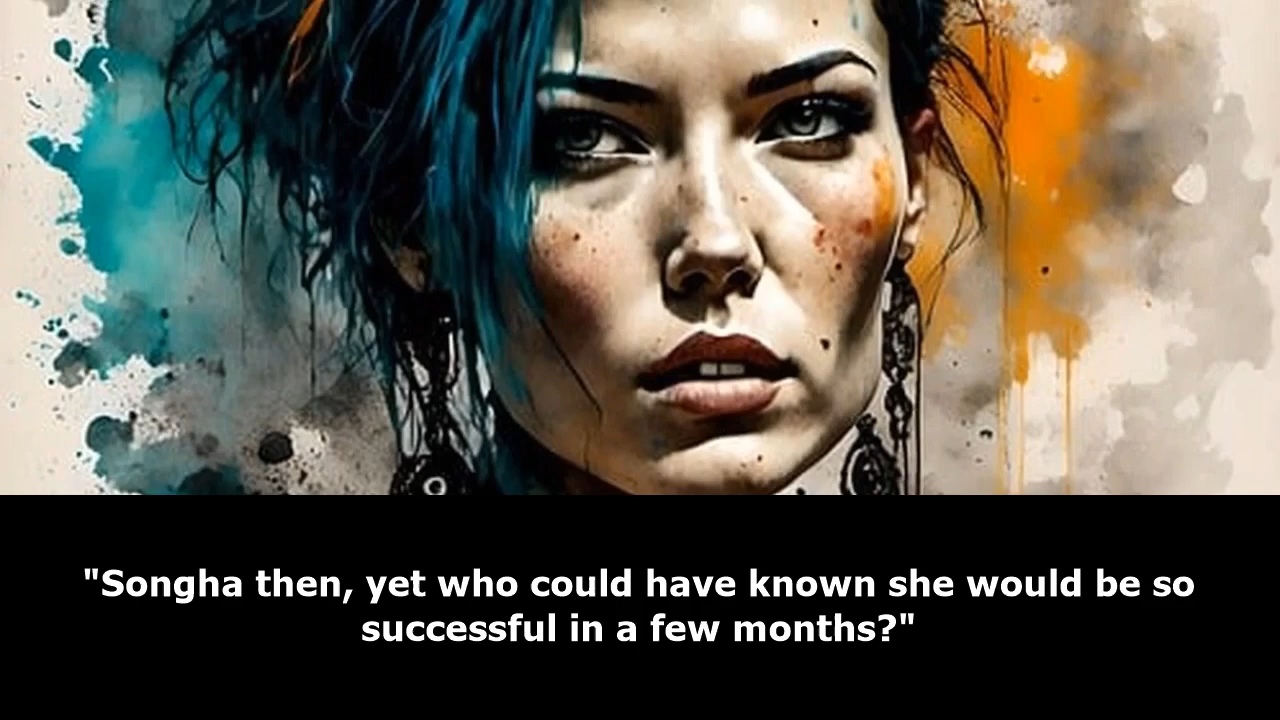 "Songha then, yet who could have known she would be so
successful in a few months?"